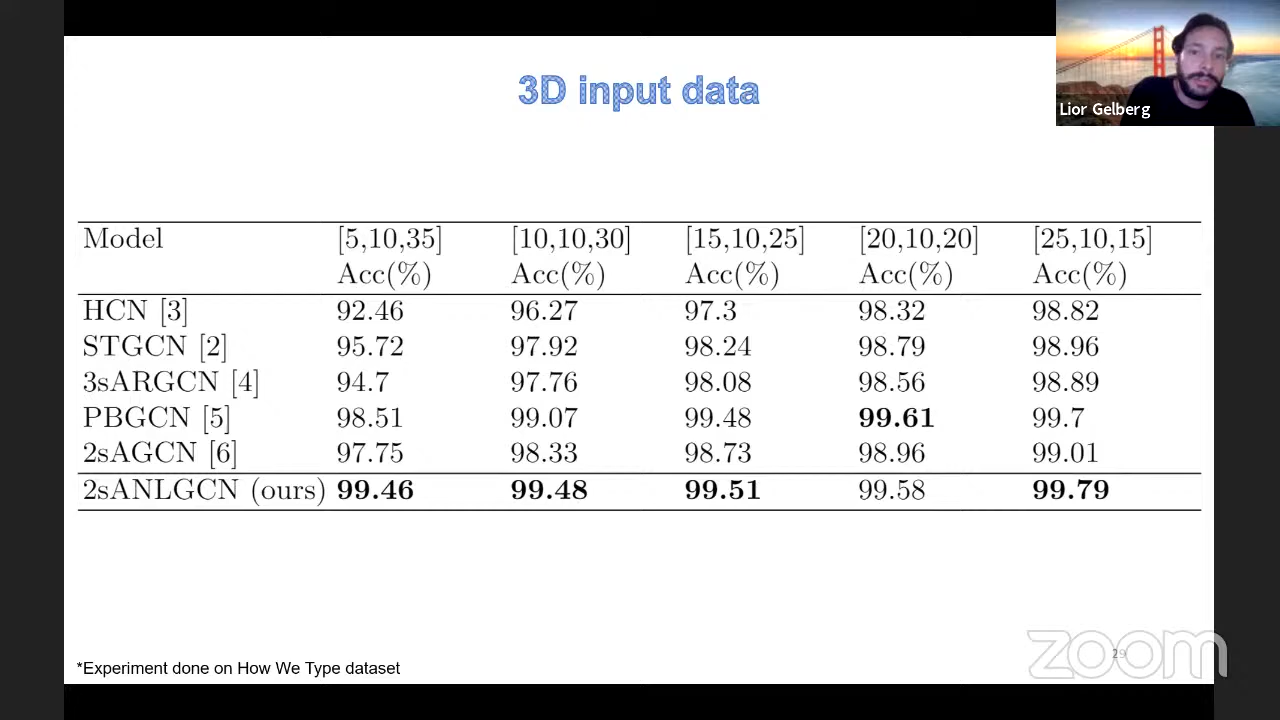 3D input data
Lior Gelberg
Model [5,10,35] [10,10,30] [15,10,25] [20,10,20] [25,10,15]
Acc(%) Acc(%) Acc(%) Acc(%) Acc(%)
HCN [3] 92.46 96.27 97.3 98.32 98.82
STGCN [2] 95.72 97.92 98.24 98.79 98.96
3sARGCN [4] 94.7 97.76 98.08 98.56 98.89
PBGCN [5] 98.51 99.07 99.48 99.61 99.7
2sAGCN [6] 97.75 98.33 98.73 98.96 99.01
2sANLGCN (ours) 99.46 99.48 99.51 99.58 99.79
*Experiment done on How We Type dataset
zoom
29